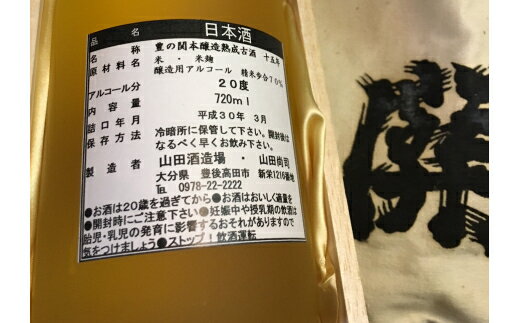 品名 日本酒
名称 豊の関本醸造熟成古酒 十五年
原材料名 米・米麹
醸造用アルコール 精米歩合70%
アルコール分 20度
内容量 720ml
詰口年月 平成30年 3月
保存方法 冷暗所に保管して下さい。開封後は
なるべく早くお飲み下さい。
製造者 山田酒造場・山田尚司
大分県 豊後高田市 新栄1216番地
☎ 0978-22-2222
●お酒は20歳を過ぎてから●お酒はおいしく適量を
●開封時にご注意下さい●妊娠中や授乳期の飲酒は
胎児・乳児の発育に影響するおそれがありますので
気をつけましょう●ストップ!飲酒運転